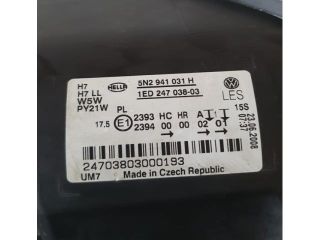 H7
H7 LL
W5W
PY21W
HELLA
5N2 941 031 H
1ED 247 038-03
LES
PL
17.5
E1
2393 HC HR A
2394 00 00 02 01
15S
07:37
23.06.2008
24703803000193
UM7 Made in Czech Republic